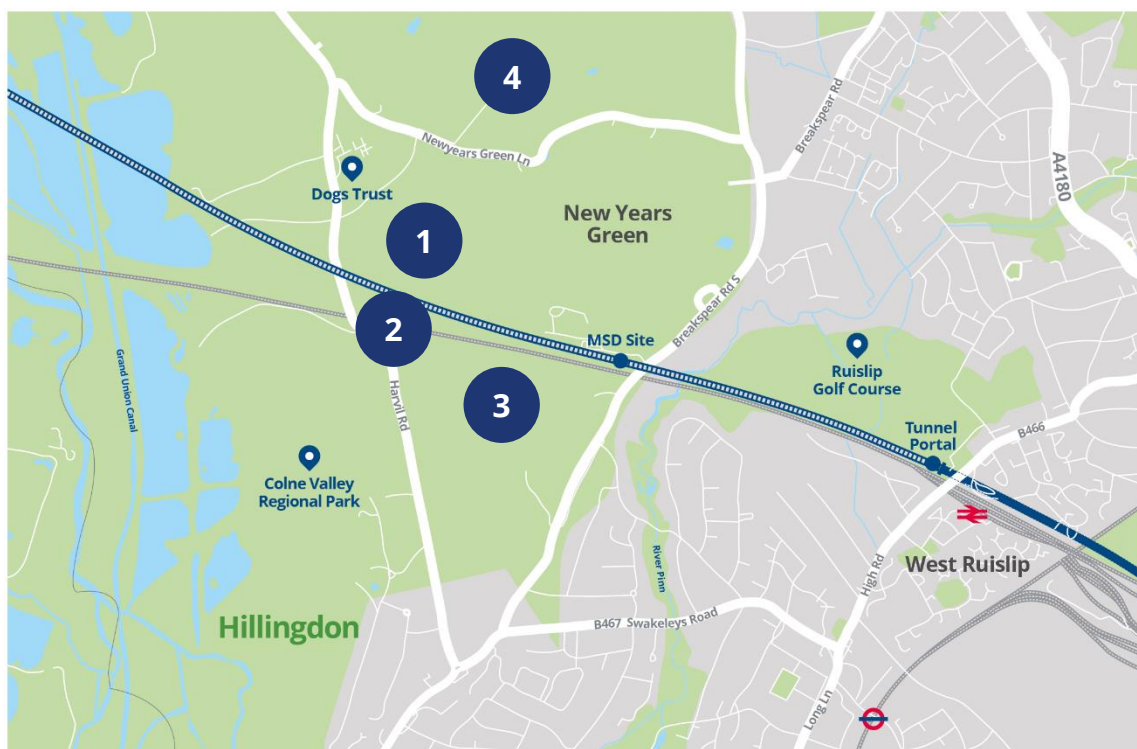 4
Newyears Green Ln
Breakspear Rd
A4180
Dogs Trust
1
New Years
Green
2
MSD Site
Breakspear Rd S
Ruislip
Golf Course
Grand Union Canal
Harvil Rd
3
Tunnel
Portal
B466
Colne Valley
Regional Park
River Pinn
High Rd
West Ruislip
Hillingdon
B467 Swakeleys Road
Long Ln